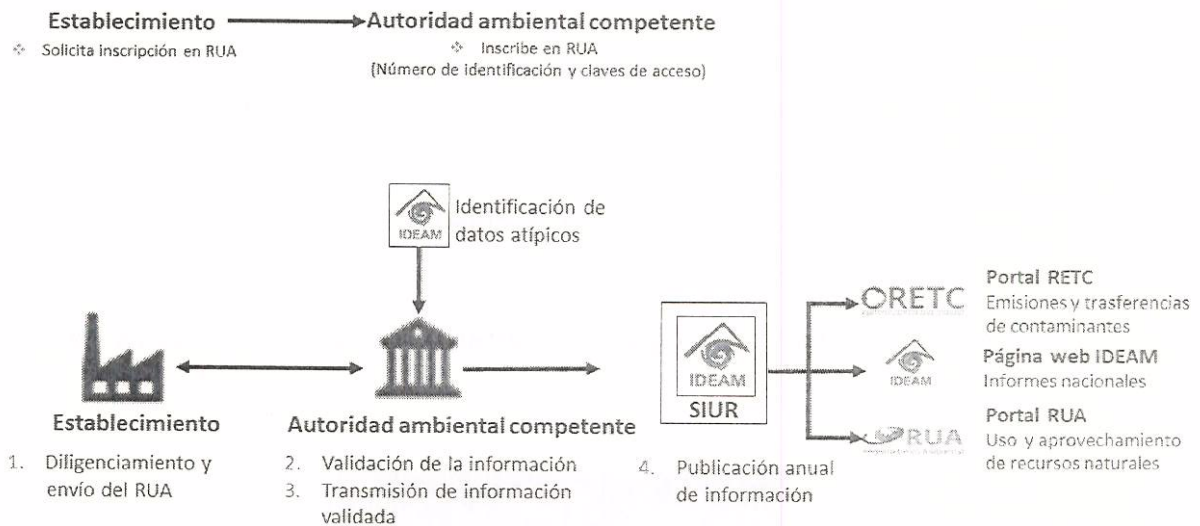 Establecimiento
Autoridad ambiental competente
Solicita inscripción en RUA
Inscribe en RUA
(Número de identificación y claves de acceso)
IDEAM
Identificación de
datos atípicos
Establecimiento
Autoridad ambiental competente
IDEAM
SIUR
ORETC
Portal RETC
Emisiones y trasferencias
de contaminantes
IDEAM
Página web IDEAM
Informes nacionales
RUA
Portal RUA
Uso y aprovechamiento
de recursos naturales
1. Diligenciamiento y
envío del RUA
2. Validación de la información
3. Transmisión de información
validada
4. Publicación anual
de información